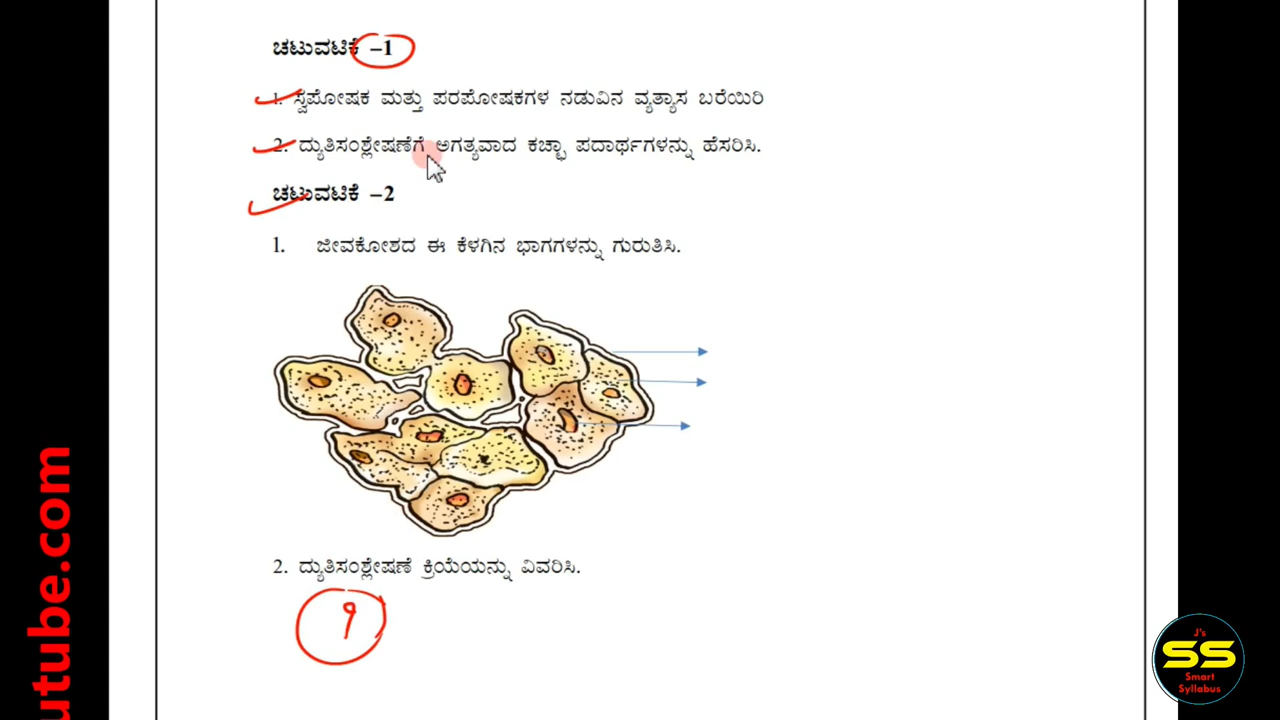 ಚಟುವಟಿಕೆ –1
1. ಸ್ವಪೋಷಕ ಮತ್ತು ಪರಪೋಷಕಗಳ ನಡುವಿನ ವ್ಯತ್ಯಾಸ ಬರೆಯಿರಿ
2. ದ್ಯುತಿಸಂಶ್ಲೇಷಣೆಗೆ ಅಗತ್ಯವಾದ ಕಚ್ಛಾ ಪದಾರ್ಥಗಳನ್ನು ಹೆಸರಿಸಿ.
ಚಟುವಟಿಕೆ –2
1. ಜೀವಕೋಶದ ಈ ಕೆಳಗಿನ ಭಾಗಗಳನ್ನು ಗುರುತಿಸಿ.
2. ದ್ಯುತಿಸಂಶ್ಲೇಷಣೆ ಕ್ರಿಯೆಯನ್ನು ವಿವರಿಸಿ.
9
utube.com
J's
SS
Smart
Syllabus